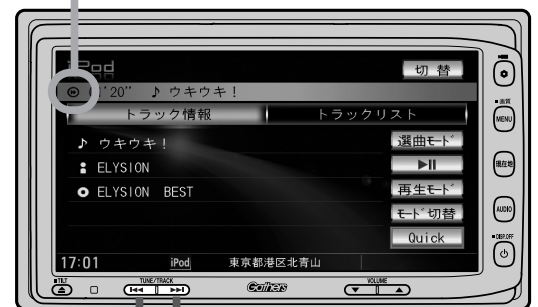 iPod
切 替
20'' ♪ ウキウキ！
トラック情報
トラックリスト
♪ ウキウキ！
選曲ﾓｰﾄﾞ
ELYSION
▶II
ELYSION BEST
再生ﾓｰﾄﾞ
ﾓｰﾄﾞ切替
Quick
17:01
iPod
東京都港区北青山
画質
MENU
現在地
AUDIO
DISP.OFF
TILT
TUNE/TRACK
Gathers
VOLUME